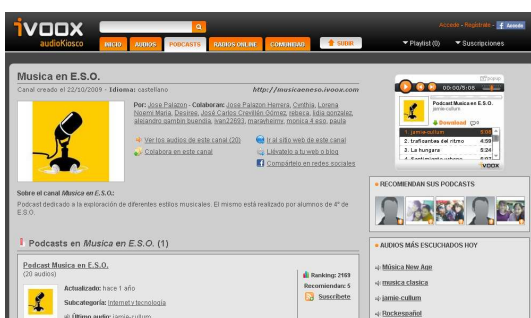 ivoox
audioKiosco
Accede - Regístrate - f Accede
INICIO AUDIOS PODCASTS RADIOS ONLINE COMUNIDAD SUBIR
Playlist (0) Suscripciones
Musica en E.S.O.
Canal creado el 22/10/2009 - Idioma: castellano
http://musicaeneso.ivoox.com
Por: Jose Palazon - Colaboran: Jose Palazon Herrera, Cynthia, Lorena
Noemi Maria, Desireé, José Carlos Crevillén Gómez, rebeca, lidia gonzalez,
alejandro pambin buendia, ivan22693, marawheimy, monica 4 eso, paula
Ver los audios de este canal (20)
Ir al sitio web de este canal
Colabora en este canal
Llévatelo a tu web o blog
Compártelo en redes sociales
Sobre el canal Musica en E.S.O.:
Podcast dedicado a la exploración de diferentes estilos musicales. El mismo está realizado por alumnos de 4º de
E.S.O.
Podcasts en Musica en E.S.O. (1)
Podcast Musica en E.S.O.
(20 audios)
Actualizado: hace 1 año
Subcategoría: Internet y tecnología
Último audio: jamie-cullum
Ranking: 2169
Recomiendan: 5
Suscríbete
popup
00:00/5:08
Podcast Musica en E.S.O.
jamie-cullum
Download
1. jamie-cullum
2. traficantes del ritmo 4:59
3. La hungara 5:24
ivoox
RECOMIENDAN SUS PODCASTS
AUDIOS MÁS ESCUCHADOS HOY
Música New Age
musica clasica
jamie-cullum
Rockespañol